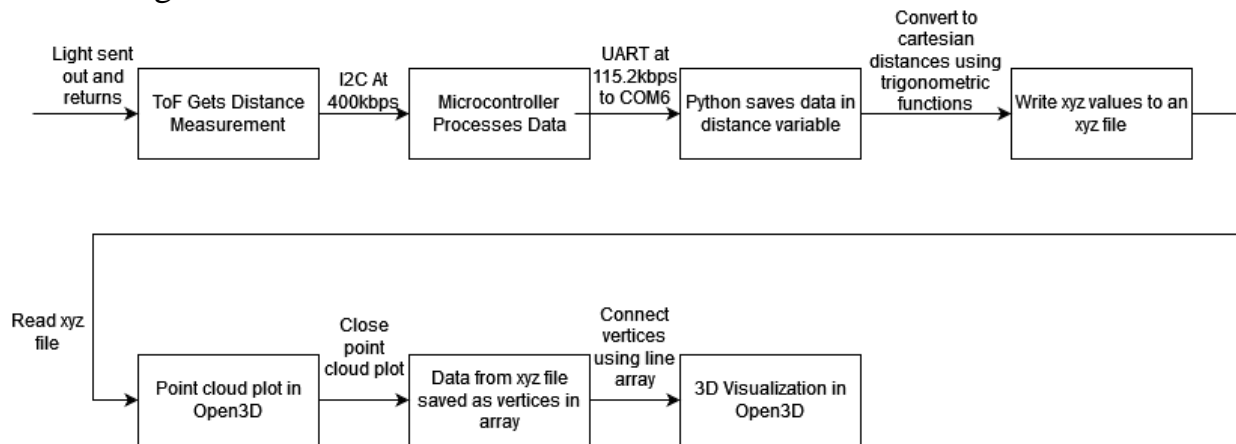 Light sent
out and
returns
ToF Gets Distance
Measurement
I2C At
400kbps
Microcontroller
Processes Data
UART at
115.2kbps
to COM6
Python saves data in
distance variable
Convert to
cartesian
distances using
trigonometric
functions
Write xyz values to an
xyz file
Read xyz
file
Point cloud plot in
Open3D
Close
point
cloud plot
Data from xyz file
saved as vertices in
array
Connect
vertices
using line
array
3D Visualization in
Open3D